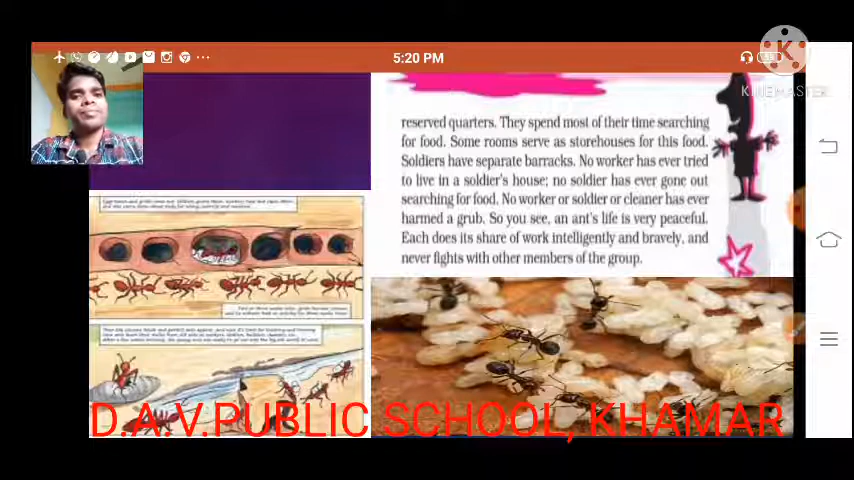 5:20 PM
KINEMASTER
reserved quarters. They spend most of their time searching
for food. Some rooms serve as storehouses for this food.
Soldiers have separate barracks. No worker has ever tried
to live in a soldier's house; no soldier has ever gone out
searching for food. No worker or soldier or cleaner has ever
harmed a grub. So you see, an ant's life is very peaceful.
Each does its share of work intelligently and bravely, and
never fights with other members of the group.
D.A.V.PUBLIC SCHOOL, KHAMAR